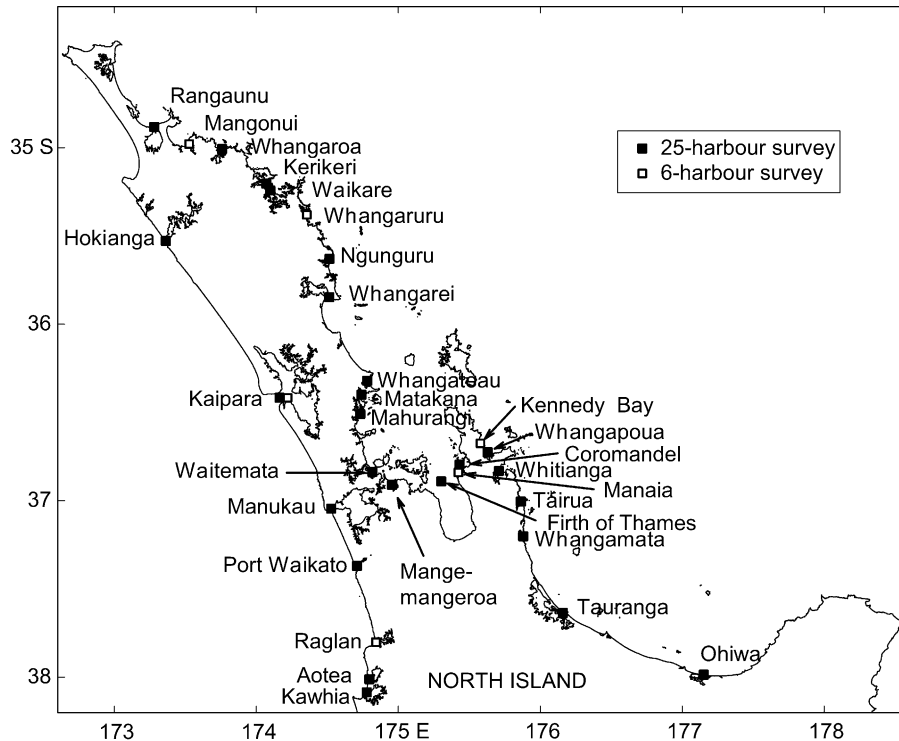 Rangaunu
Mangonui
35 S
Whangaroa
25-harbour survey
Kerikeri
6-harbour survey
Waikare
Whangaruru
Hokianga
Ngunguru
Whangarei
36
Whangateau
Matakana
Kaipara
Kennedy Bay
Mahurangi
Whangapoua
Coromandel
Waitemata
Whitianga
Manaia
37
Manukau
Tairua
Firth of Thames
Whangamata
Port Waikato
Mange-
mangeroa
Tauranga
Raglan
Ohiwa
38
Aotea
NORTH ISLAND
Kawhia
173
174
175 E
176
177
178